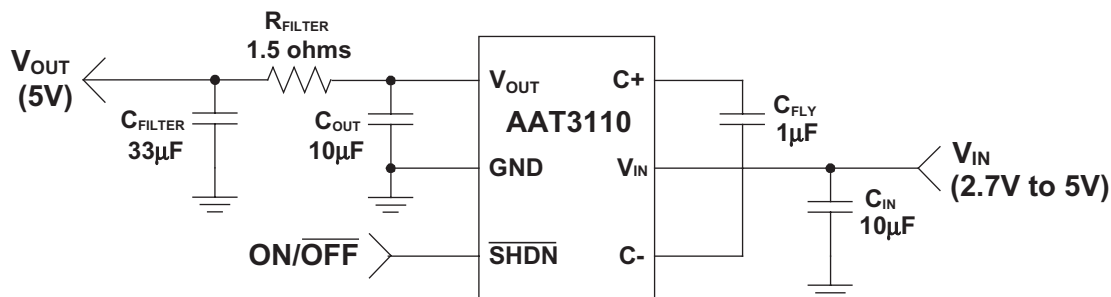 RFILTER
1.5 ohms
VOUT
(5V)
CFILTER
33µF
COUT
10µF
VOUT
C+
AAT3110
GND
VIN
SHDN
C-
CFLY
1µF
VIN
(2.7V to 5V)
CIN
10µF
ON/OFF